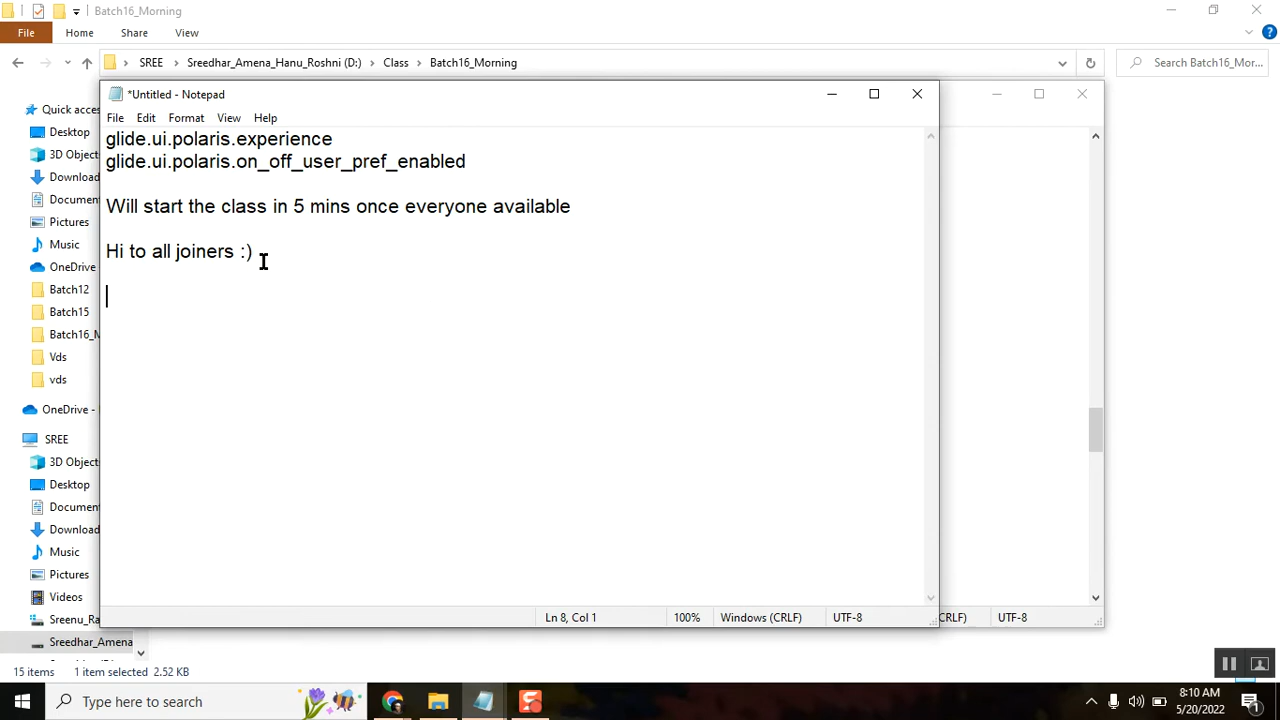 Batch16_Morning
File Home Share View
SREE Sreedhar_Amena_Hanu_Roshni (D:) Class Batch16_Morning
Search Batch16_Mor...
*Untitled - Notepad
File Edit Format View Help
glide.ui.polaris.experience
glide.ui.polaris.on_off_user_pref_enabled
Will start the class in 5 mins once everyone available
Hi to all joiners :)
Quick acces
Desktop
3D Object
Download
Documen
Pictures
Music
OneDrive
Batch12
Batch15
Batch16_M
Vds
vds
OneDrive -
SREE
3D Object
Desktop
Documen
Download
Music
Pictures
Videos
Sreenu_Ra
Sreedhar_Amena
Ln 8, Col 1 100% Windows (CRLF) UTF-8
CRLF) UTF-8
15 items 1 item selected 2.52 KB
Type here to search
8:10 AM
5/20/2022
1